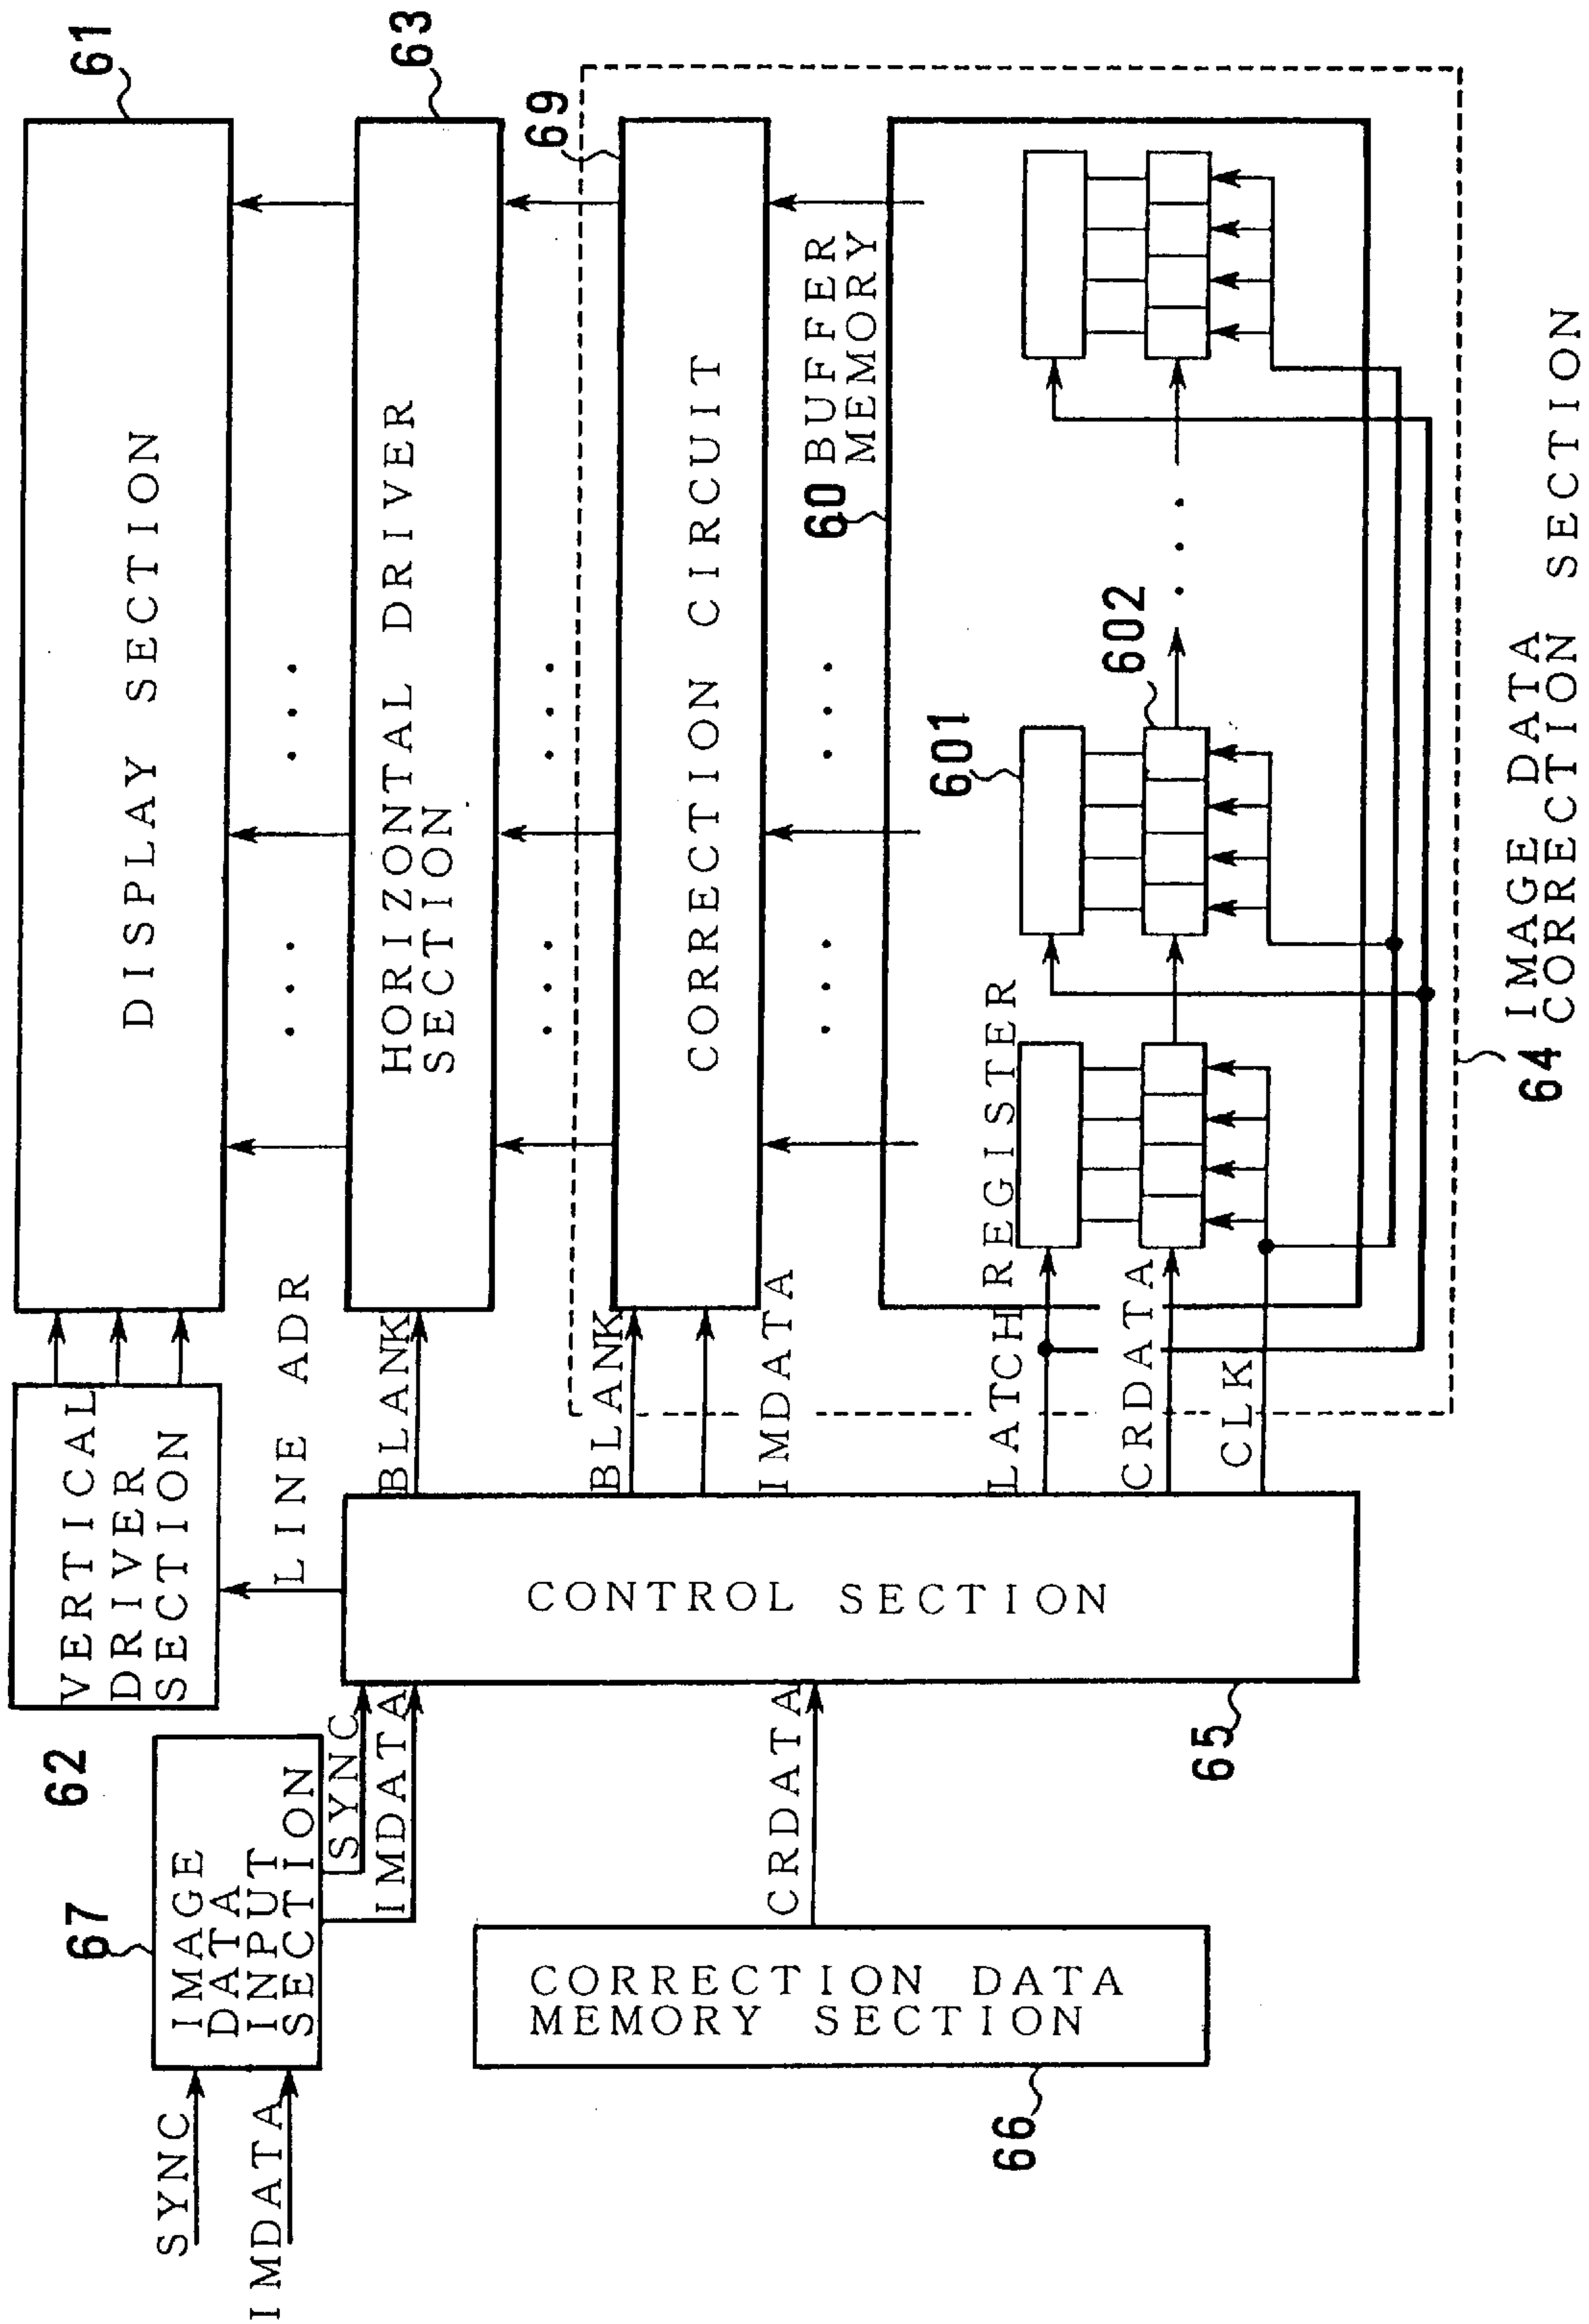 61
DISPLAY SECTION
62
VERTICAL
DRIVER
SECTION
LINE ADR
63
HORIZONTAL DRIVER
SECTION
BLANK
67
IMAGE
DATA
INPUT
SECTION
SYNC
IMDATA
SYNC
IMDATA
69
CORRECTION CIRCUIT
BLANK
IMDATA
CONTROL SECTION
65
CRDATA
CORRECTION DATA
MEMORY SECTION
66
60 BUFFER
MEMORY
601
602
REGISTER
LATCH
CRDATA
CLK
64 IMAGE DATA
CORRECTION SECTION